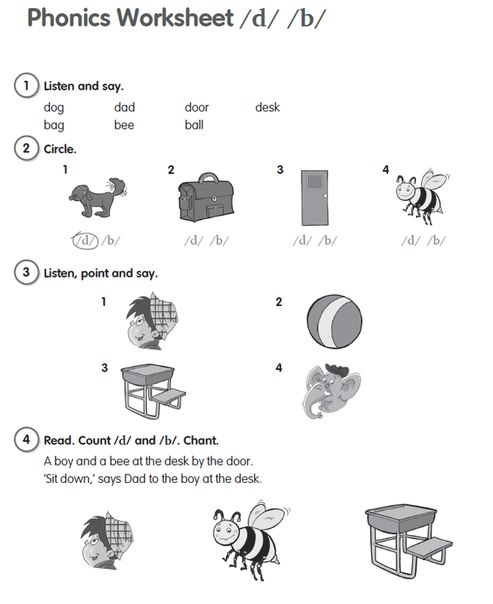 Phonics Worksheet /d/ /b/
1 Listen and say.
dog dad door desk
bag bee ball
2 Circle.
1 2 3 4
/d/ /b/ /d/ /b/ /d/ /b/ /d/ /b/
3 Listen, point and say.
1 2
3 4
4 Read. Count /d/ and /b/. Chant.
A boy and a bee at the desk by the door.
‘Sit down,’ says Dad to the boy at the desk.